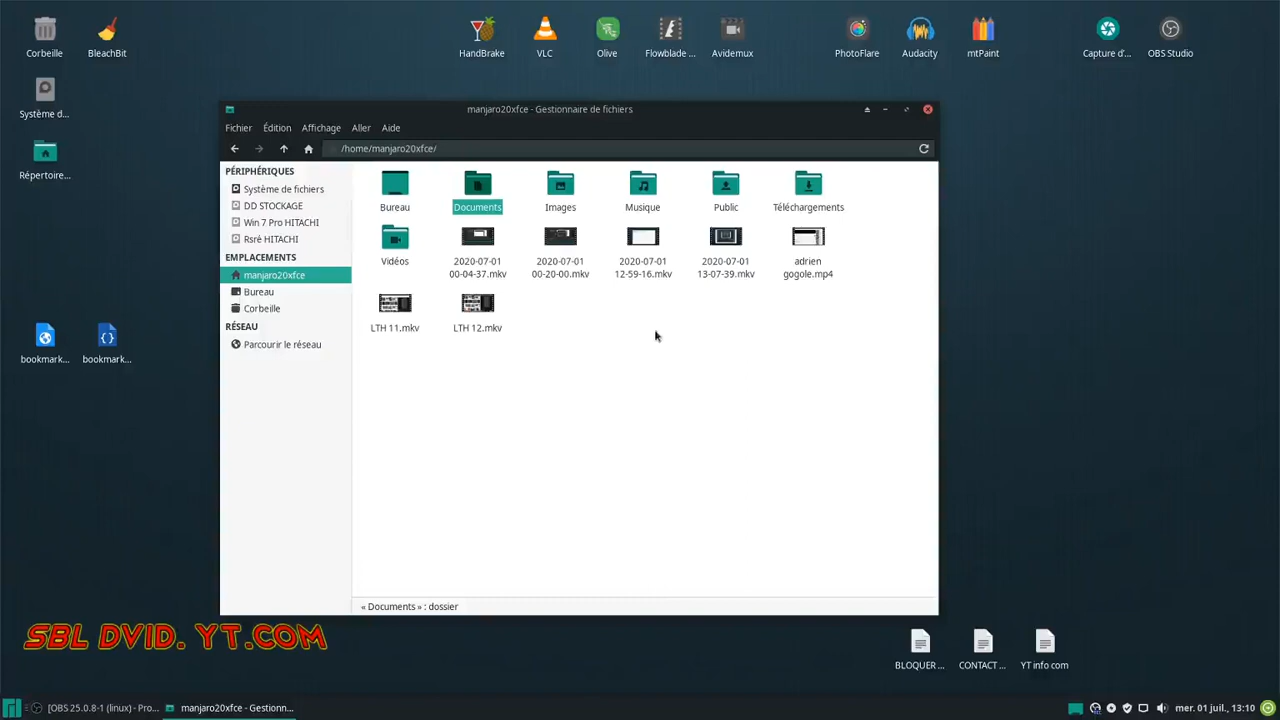 Corbeille
BleachBit
HandBrake
VLC
Olive
Flowblade ...
Avidemux
PhotoFlare
Audacity
mtPaint
Capture d'...
OBS Studio
Système d...
Répertoire...
bookmark...
bookmark...
manjaro20xfce - Gestionnaire de fichiers
Fichier Édition Affichage Aller Aide
/home/manjaro20xfce/
PÉRIPHÉRIQUES
Système de fichiers
DD STOCKAGE
Win 7 Pro HITACHI
Rsré HITACHI
EMPLACEMENTS
manjaro20xfce
Bureau
Corbeille
RÉSEAU
Parcourir le réseau
Bureau
Documents
Images
Musique
Public
Téléchargements
Vidéos
2020-07-01
00-04-37.mkv
2020-07-01
00-20-00.mkv
2020-07-01
12-59-16.mkv
2020-07-01
13-07-39.mkv
adrien
gogole.mp4
LTH 11.mkv
LTH 12.mkv
« Documents » : dossier
SBL DVID. YT.COM
BLOQUER ...
CONTACT ...
YT info com
[OBS 25.0.8-1 (linux) - Pro...
manjaro20xfce - Gestionn...
mer. 01 juil., 13:10